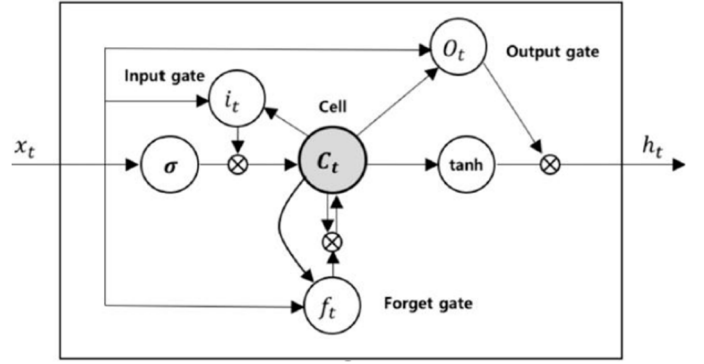 O_t
Output gate
Input gate
i_t
Cell
x_t
σ
C_t
tanh
h_t
f_t
Forget gate